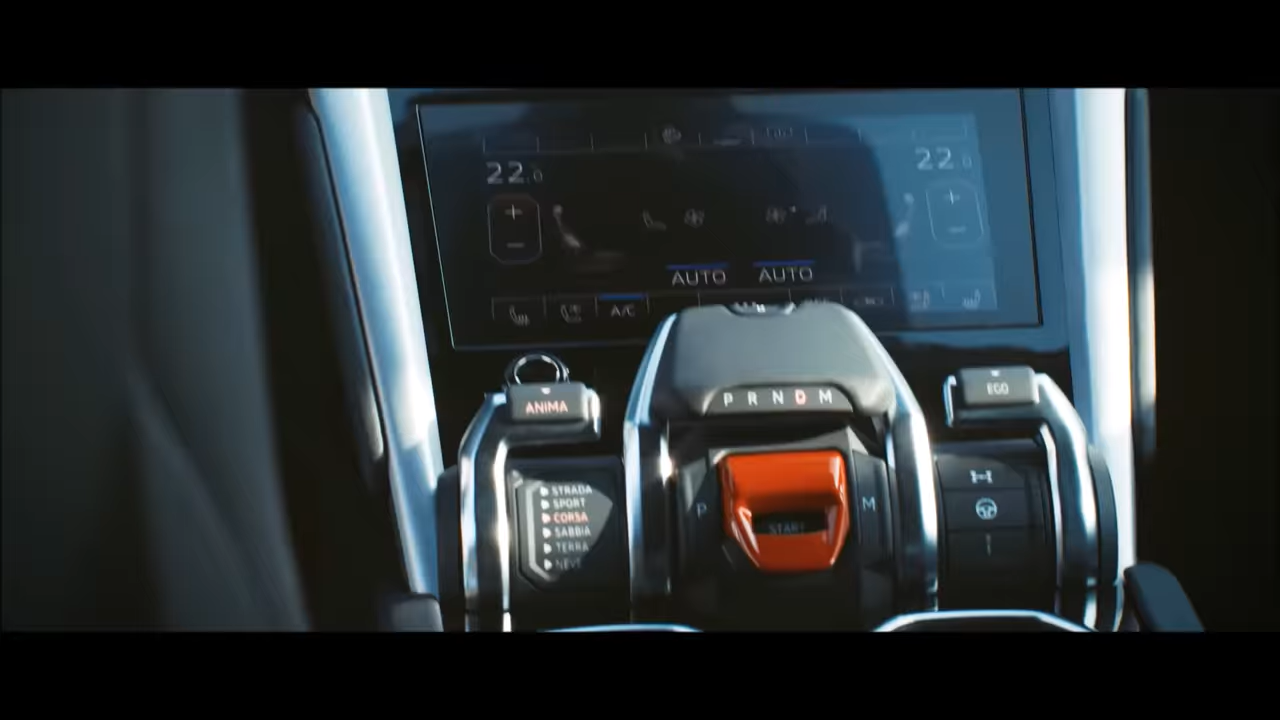 22.0 22.0
AUTO AUTO
A/C
ANIMA
P R N D M
EGO
STRADA
SPORT
CORSA
SABBIA
TERRA
NEVE
P
START
M